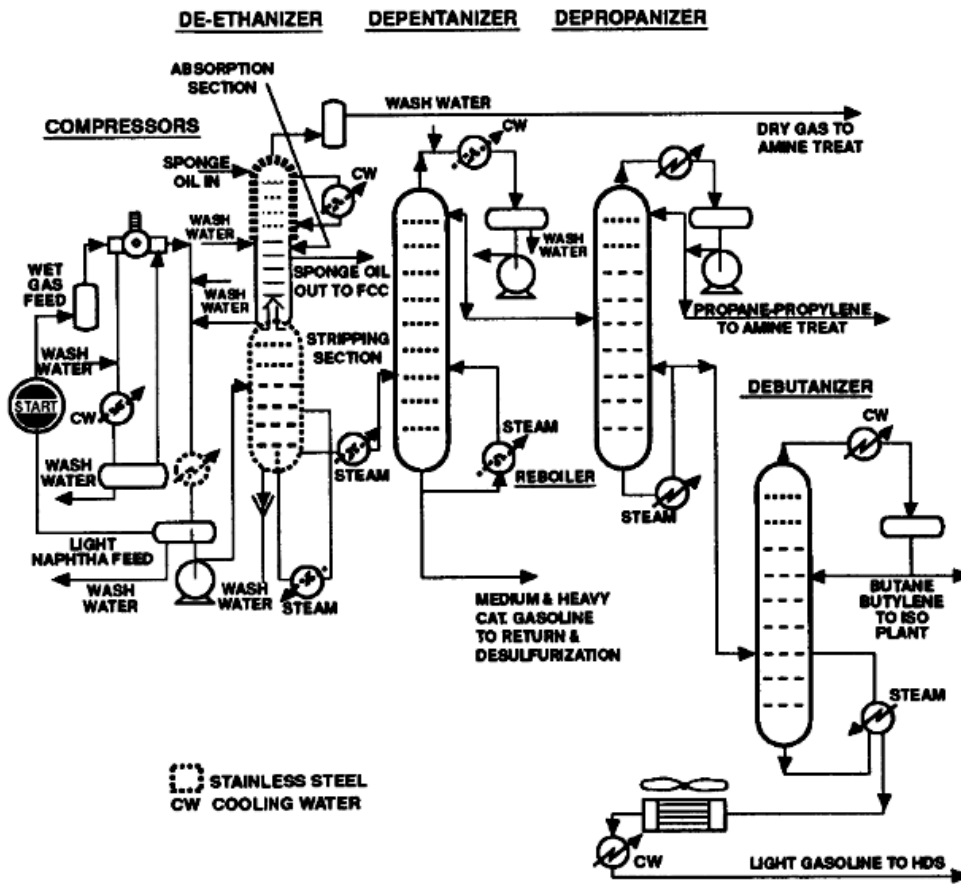 DE-ETHANIZER
DEPENTANIZER
DEPROPANIZER
ABSORPTION
SECTION
COMPRESSORS
WASH WATER
CW
DRY GAS TO
AMINE TREAT
SPONGE
OIL IN
CW
WASH
WATER
WASH
WATER
WET
GAS
FEED
SPONGE OIL
OUT TO FCC
WASH
WATER
PROPANE-PROPYLENE
TO AMINE TREAT
STRIPPING
SECTION
WASH
WATER
DEBUTANIZER
START
CW
CW
STEAM
STEAM
REBOILER
STEAM
WASH
WATER
LIGHT
NAPHTHA FEED
WASH
WATER
WASH
WATER
STEAM
MEDIUM & HEAVY
CAT. GASOLINE
TO RETURN &
DESULFURIZATION
BUTANE
BUTYLENE
TO ISO
PLANT
STEAM
STAINLESS STEEL
CW COOLING WATER
CW
LIGHT GASOLINE TO HDS